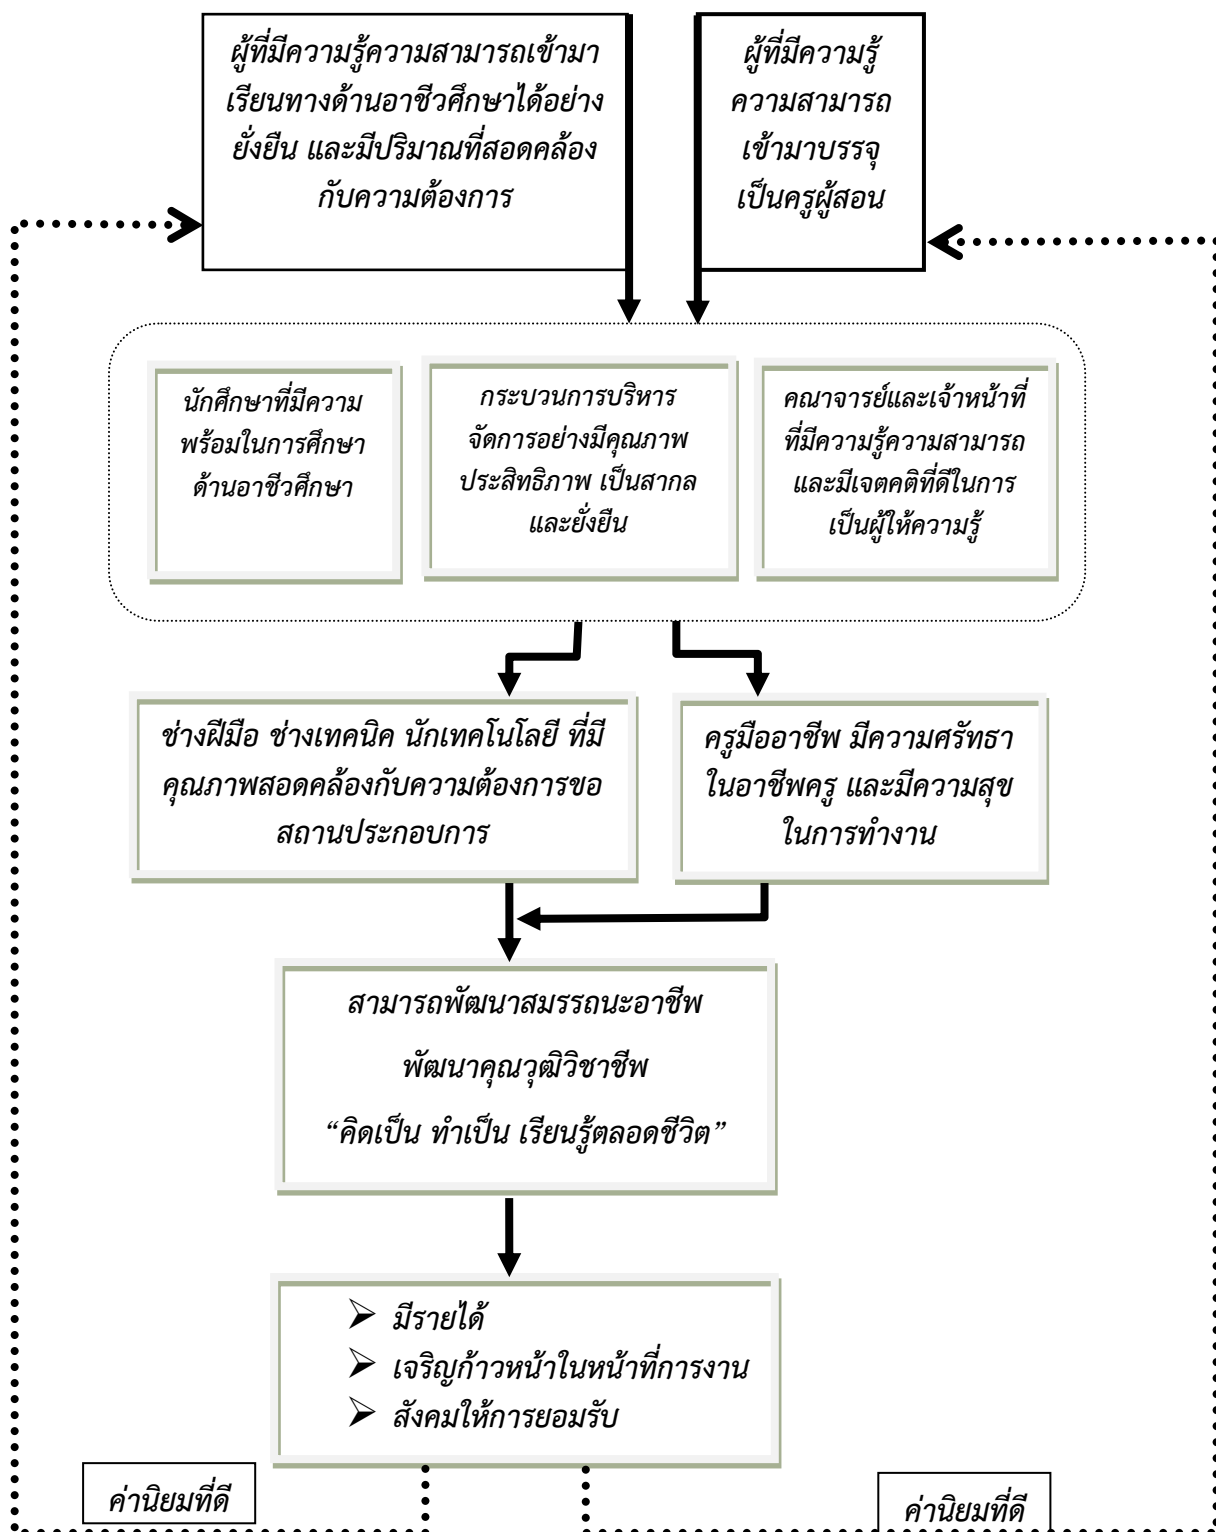 ผู้ที่มีความรู้ความสามารถเข้ามา
เรียนทางด้านอาชีวศึกษาได้อย่าง
ยั่งยืน และมีปริมาณที่สอดคล้อง
กับความต้องการ
ผู้ที่มีความรู้
ความสามารถ
เข้ามาบรรจุ
เป็นครูผู้สอน
นักศึกษาที่มีความ
พร้อมในการศึกษา
ด้านอาชีวศึกษา
กระบวนการบริหาร
จัดการอย่างมีคุณภาพ
ประสิทธิภาพ เป็นสากล
และยั่งยืน
คณาจารย์และเจ้าหน้าที่
ที่มีความรู้ความสามารถ
และมีเจตคติที่ดีในการ
เป็นผู้ให้ความรู้
ช่างฝีมือ ช่างเทคนิค นักเทคโนโลยี ที่มี
คุณภาพสอดคล้องกับความต้องการขอ
สถานประกอบการ
ครูมืออาชีพ มีความศรัทธา
ในอาชีพครู และมีความสุข
ในการทำงาน
สามารถพัฒนาสมรรถนะอาชีพ
พัฒนาคุณวุฒิวิชาชีพ
“คิดเป็น ทำเป็น เรียนรู้ตลอดชีวิต”
มีรายได้
เจริญก้าวหน้าในหน้าที่การงาน
สังคมให้การยอมรับ
ค่านิยมที่ดี
ค่านิยมที่ดี